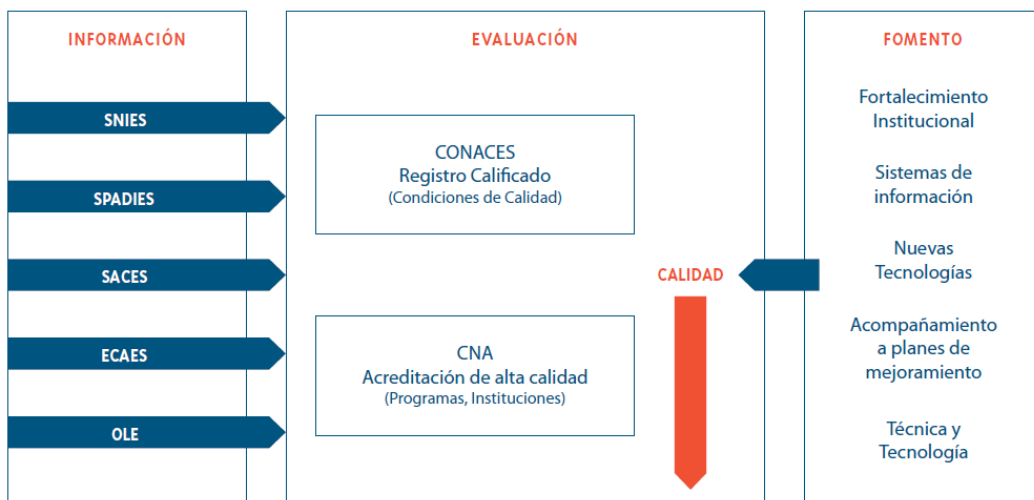 INFORMACIÓN
SNIES
SPADIES
SACES
ECAES
OLE
EVALUACIÓN
CONACES
Registro Calificado
(Condiciones de Calidad)
CNA
Acreditación de alta calidad
(Programas, Instituciones)
CALIDAD
FOMENTO
Fortalecimiento
Institucional
Sistemas de
información
Nuevas
Tecnologías
Acompañamiento
a planes de
mejoramiento
Técnica y
Tecnología